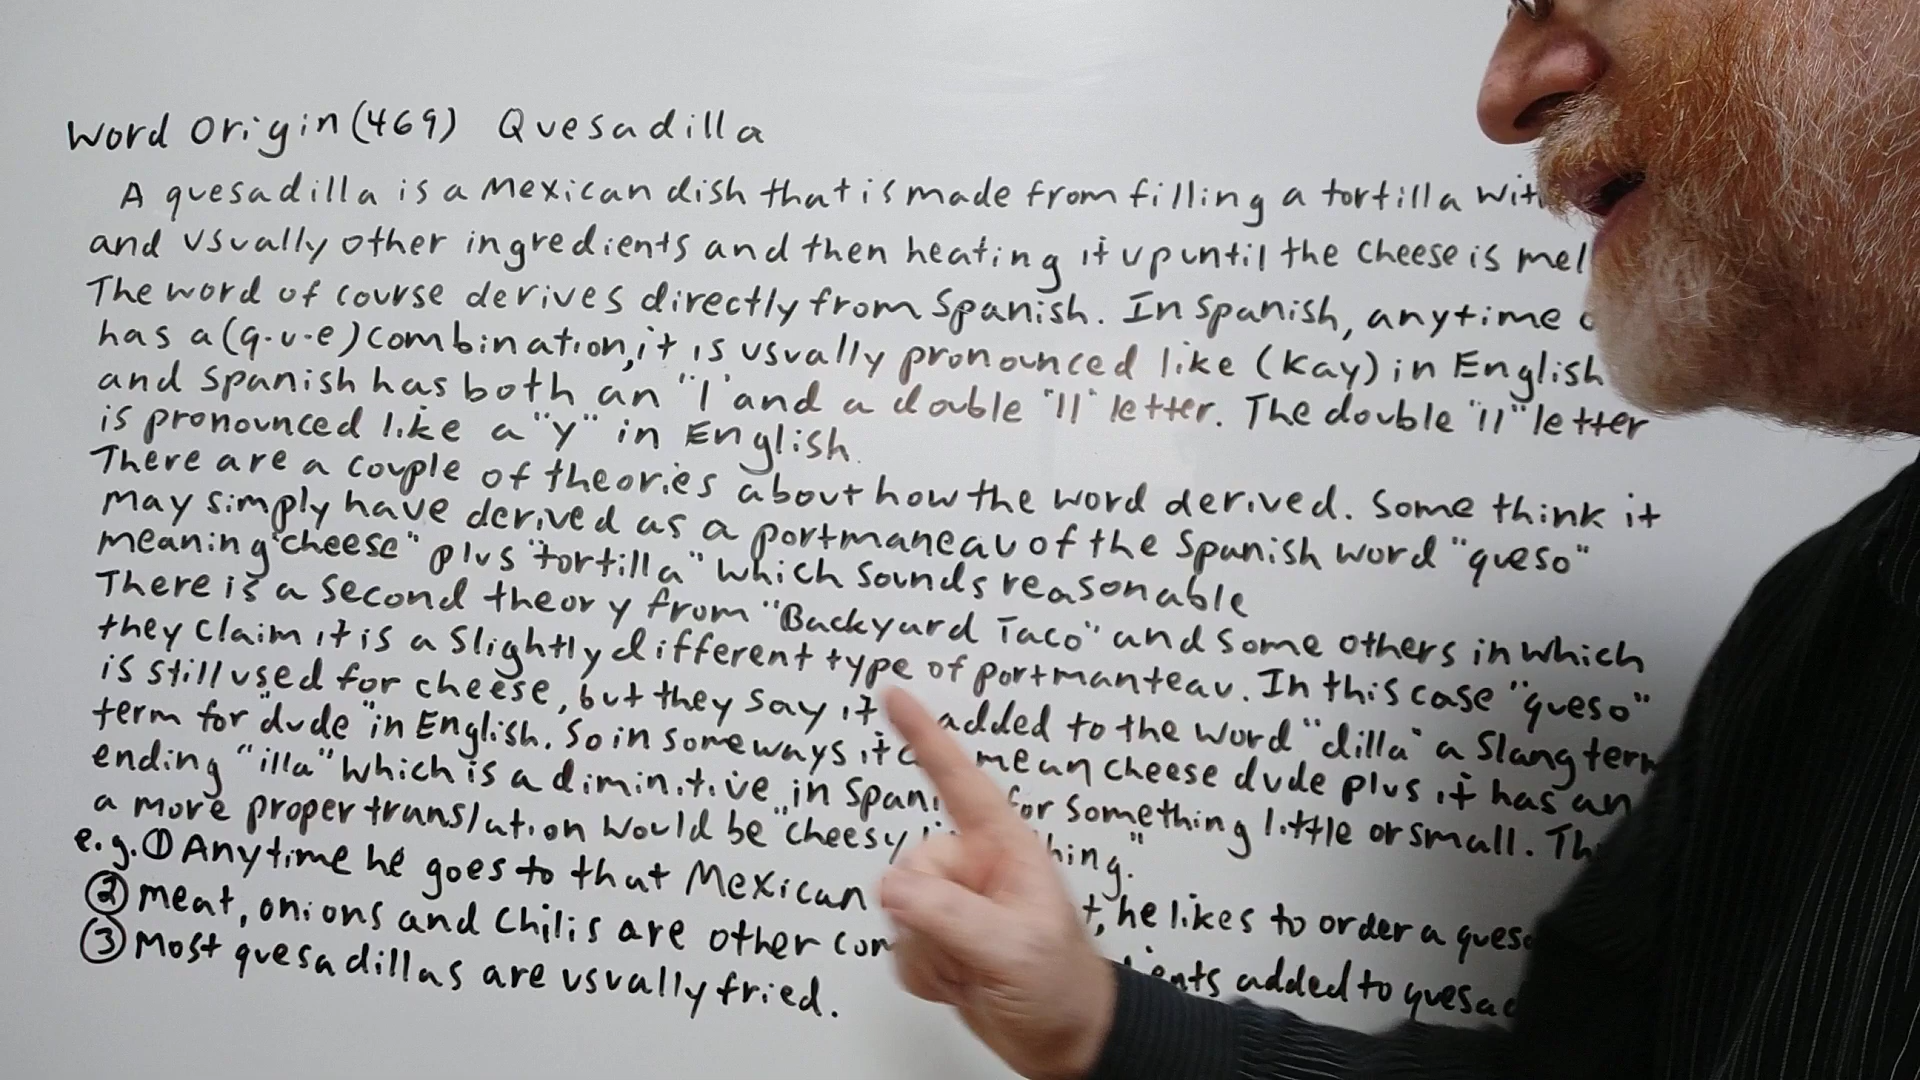 Word Origin (469) Quesadilla
A quesadilla is a Mexican dish that is made from filling a tortilla
and usually other ingredients and then heating it up until the cheese is
The word of course derives directly from Spanish. In Spanish, anytime
has a (q-u-e) combination, it is usually pronounced like (Kay) in English
and Spanish has both an "l" and a double "ll" letter. The double "ll" letter
is pronounced like a "y" in English.
There are a couple of theories about how the word derived. Some think it
may simply have derived as a portmaneau of the Spanish word "queso"
meaning "cheese" plus "tortilla" which sounds reasonable
There is a second theory from "Backyard Taco" and some others in which
they claim it is a slightly different type of portmanteau. In this case "queso"
is still used for cheese, but they say it added to the word "dilla" a slang term
term for "dude" in English. So in some ways it mean cheese dude plus it has an
ending "illa" which is a diminitive in for something little or small.
a more proper translation would be "cheesy
e.g. ① Anytime he goes to that Mexican he likes to order a
② Meat, onions and chilis are other added to
③ Most quesadillas are usually fried.